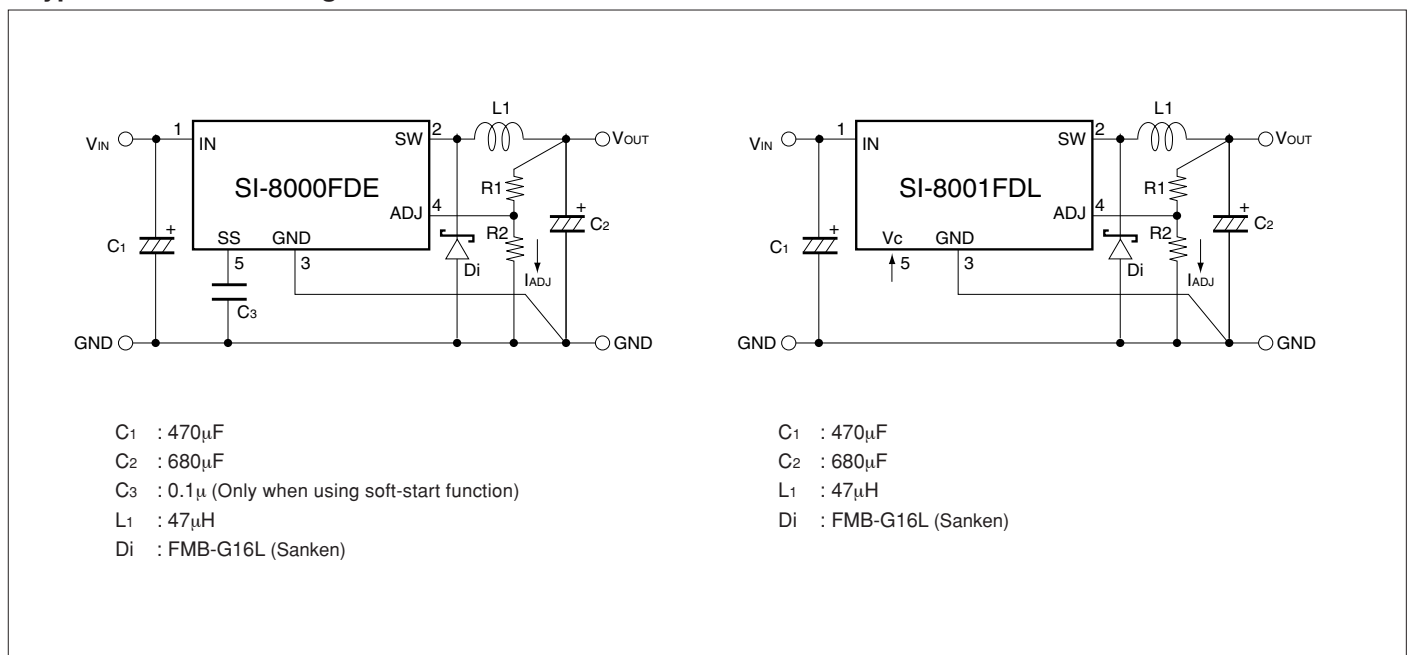 L1
VIN
1
IN
SW
2
VOUT
SI-8000FDE
R1
ADJ
4
+
C1
+
C2
SS
GND
R2
5
3
Di
IADJ
C3
GND
GND
C1 : 470μF
C2 : 680μF
C3 : 0.1μ (Only when using soft-start function)
L1 : 47μH
Di : FMB-G16L (Sanken)
L1
VIN
1
IN
SW
2
VOUT
SI-8001FDL
R1
ADJ
4
+
C1
+
C2
Vc
GND
R2
5
3
Di
IADJ
GND
GND
C1 : 470μF
C2 : 680μF
L1 : 47μH
Di : FMB-G16L (Sanken)